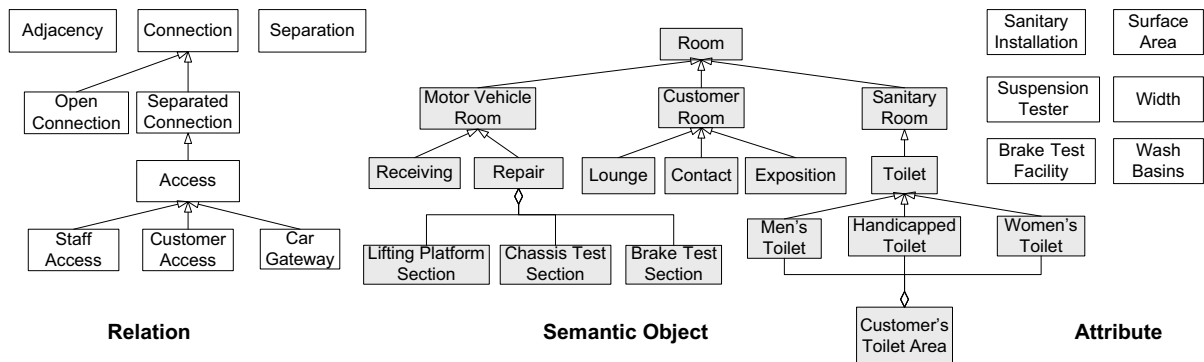 Adjacency
Connection
Separation
Open
Connection
Separated
Connection
Access
Staff
Access
Customer
Access
Car
Gateway
Relation
Room
Motor Vehicle
Room
Customer
Room
Sanitary
Room
Receiving
Repair
Lounge
Contact
Exposition
Toilet
Lifting Platform
Section
Chassis Test
Section
Brake Test
Section
Men's
Toilet
Handicapped
Toilet
Women's
Toilet
Customer's
Toilet Area
Semantic Object
Sanitary
Installation
Surface
Area
Suspension
Tester
Width
Brake Test
Facility
Wash
Basins
Attribute